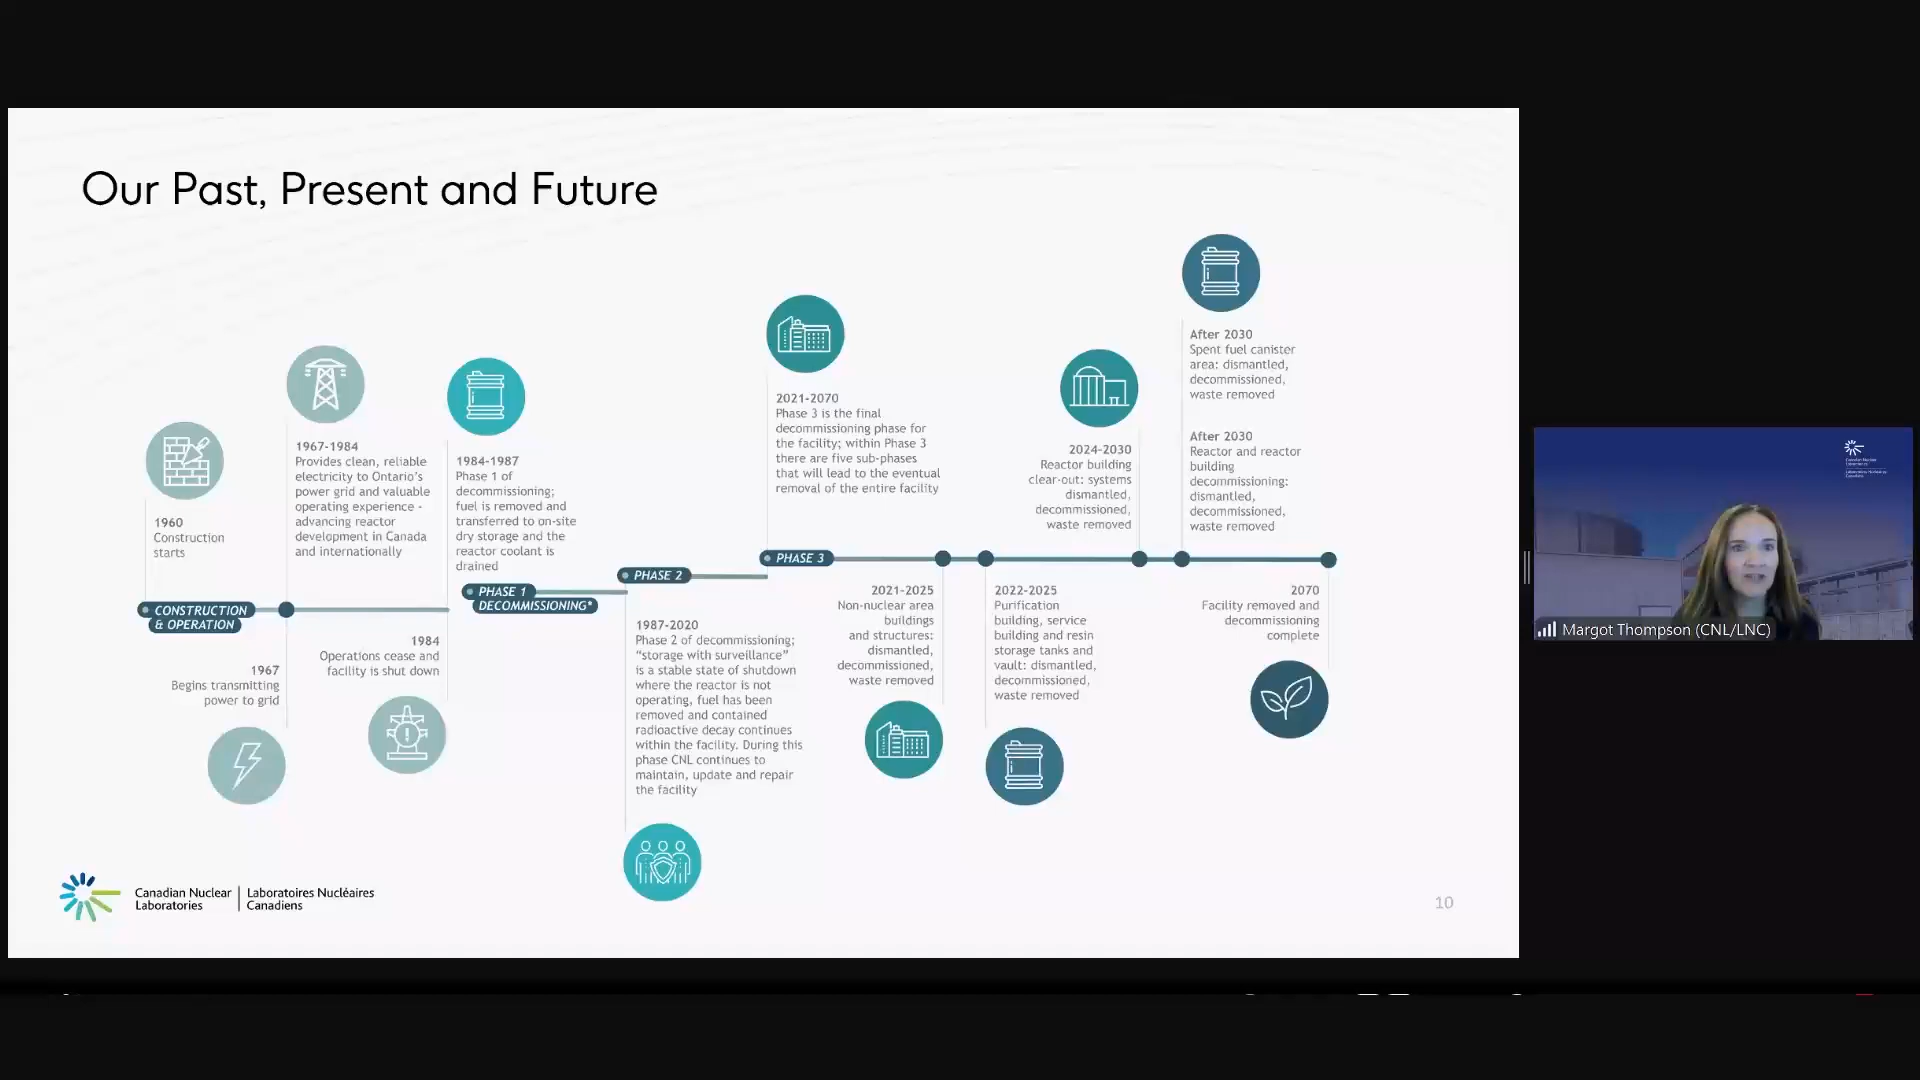 Our Past, Present and Future
1960
Construction
starts
1967-1984
Provides clean, reliable
electricity to Ontario's
power grid and valuable
operating experience -
advancing reactor
development in Canada
and internationally
1984-1987
Phase 1 of
decommissioning;
fuel is removed and
transferred to on-site
dry storage and the
reactor coolant is
drained
2021-2070
Phase 3 is the final
decommissioning phase for
the facility; within Phase 3
there are five sub-phases
that will lead to the eventual
removal of the entire facility
2024-2030
Reactor building
clear-out: systems
dismantled,
decommissioned,
waste removed
After 2030
Spent fuel canister
area: dismantled,
decommissioned,
waste removed
After 2030
Reactor and reactor
building
decommissioning:
dismantled,
decommissioned,
waste removed
CONSTRUCTION
& OPERATION
PHASE 1
DECOMMISSIONING*
PHASE 2
PHASE 3
1967
Begins transmitting
power to grid
1984
Operations cease and
facility is shut down
1987-2020
Phase 2 of decommissioning;
“storage with surveillance”
is a stable state of shutdown
where the reactor is not
operating, fuel has been
removed and contained
radioactive decay continues
within the facility. During this
phase CNL continues to
maintain, update and repair
the facility
2021-2025
Non-nuclear area
buildings
and structures:
dismantled,
decommissioned,
waste removed
2022-2025
Purification
building, service
building and resin
storage tanks and
vault: dismantled,
decommissioned,
waste removed
2070
Facility removed and
decommissioning
complete
Canadian Nuclear
Laboratories
Laboratoires Nucléaires
Canadiens
10
Canadian Nuclear
Laboratories
Laboratoires Nucléaires
Canadiens
Margot Thompson (CNL/LNC)